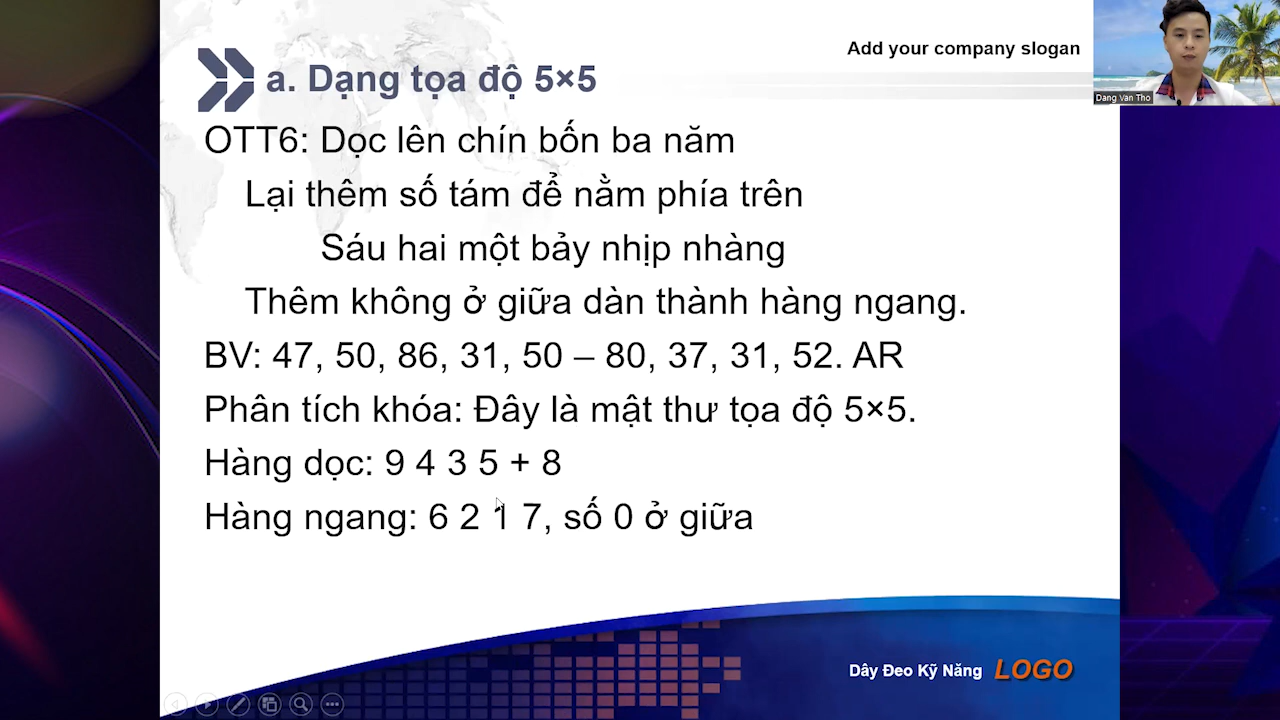 Add your company slogan
a. Dạng tọa độ 5×5
Dang Van Tho
OTT6: Dọc lên chín bốn ba năm
Lại thêm số tám để nằm phía trên
Sáu hai một bảy nhịp nhàng
Thêm không ở giữa dàn thành hàng ngang.
BV: 47, 50, 86, 31, 50 – 80, 37, 31, 52. AR
Phân tích khóa: Đây là mật thư tọa độ 5×5.
Hàng dọc: 9 4 3 5 + 8
Hàng ngang: 6 2 1 7, số 0 ở giữa
Dây Đeo Kỹ Năng LOGO